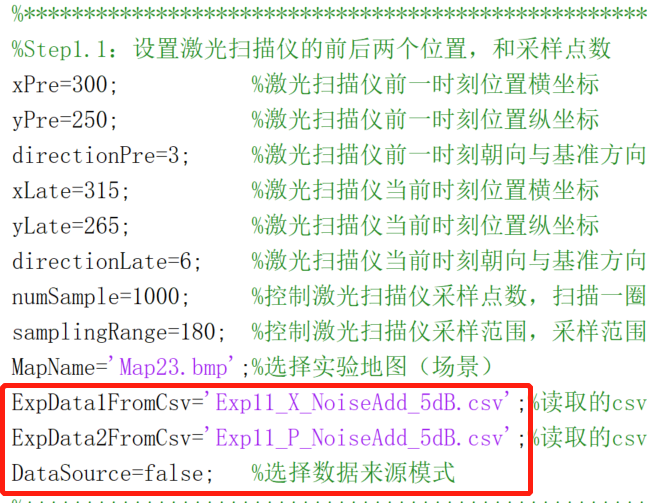 %**************************************************
%Step1.1：设置激光扫描仪的前后两个位置，和采样点数
xPre=300; %激光扫描仪前一时刻位置横坐标
yPre=250; %激光扫描仪前一时刻位置纵坐标
directionPre=3; %激光扫描仪前一时刻朝向与基准方向
xLate=315; %激光扫描仪当前时刻位置横坐标
yLate=265; %激光扫描仪当前时刻位置纵坐标
directionLate=6; %激光扫描仪当前时刻朝向与基准方向
numSample=1000; %控制激光扫描仪采样点数，扫描一圈
samplingRange=180; %控制激光扫描仪采样范围，采样范围
MapName='Map23.bmp';%选择实验地图（场景）
ExpData1FromCsv='Exp11_X_NoiseAdd_5dB.csv';%读取的csv
ExpData2FromCsv='Exp11_P_NoiseAdd_5dB.csv';%读取的csv
DataSource=false; %选择数据来源模式